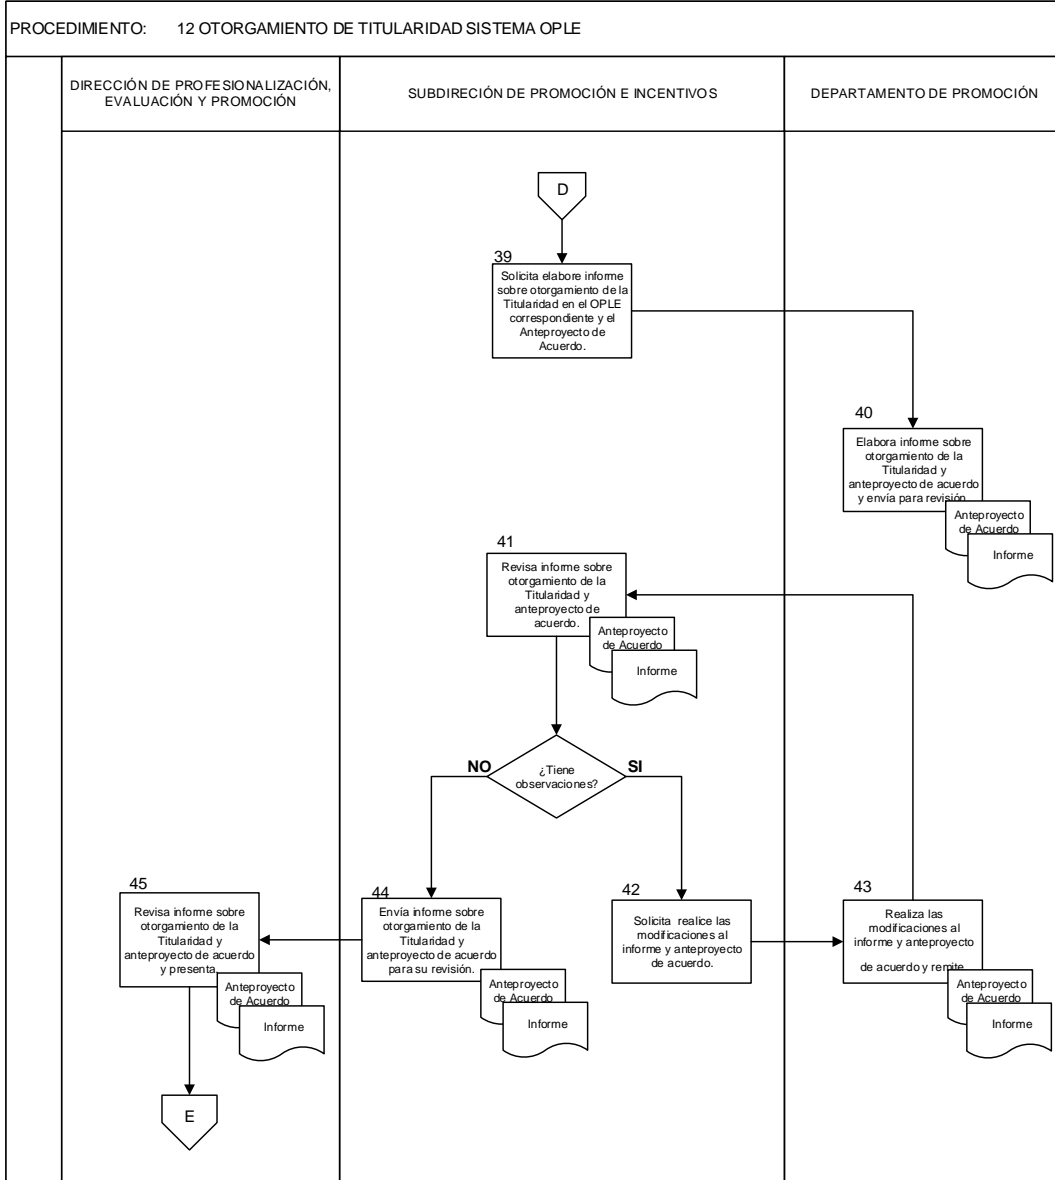 PROCEDIMIENTO: 12 OTORGAMIENTO DE TITULARIDAD SISTEMA OPLE
DIRECCIÓN DE PROFESIONALIZACIÓN,
EVALUACIÓN Y PROMOCIÓN
SUBDIRECIÓN DE PROMOCIÓN E INCENTIVOS
DEPARTAMENTO DE PROMOCIÓN
D
39
Solicita elabore informe
sobre otorgamiento de la
Titularidad en el OPLE
correspondiente y el
Anteproyecto de
Acuerdo.
40
Elabora informe sobre
otorgamiento de la
Titularidad y
anteproyecto de acuerdo
y envía para revisión.
Anteproyecto
de Acuerdo
Informe
41
Revisa informe sobre
otorgamiento de la
Titularidad y
anteproyecto de
acuerdo.
Anteproyecto
de Acuerdo
Informe
¿Tiene
observaciones?
NO
SI
45
Revisa informe sobre
otorgamiento de la
Titularidad y
anteproyecto de acuerdo
y presenta.
Anteproyecto
de Acuerdo
Informe
44
Envía informe sobre
otorgamiento de la
Titularidad y
anteproyecto de acuerdo
para su revisión.
Anteproyecto
de Acuerdo
Informe
42
Solicita realice las
modificaciones al
informe y anteproyecto
de acuerdo.
43
Realiza las
modificaciones al
informe y anteproyecto
de acuerdo y remite.
Anteproyecto
de Acuerdo
Informe
E